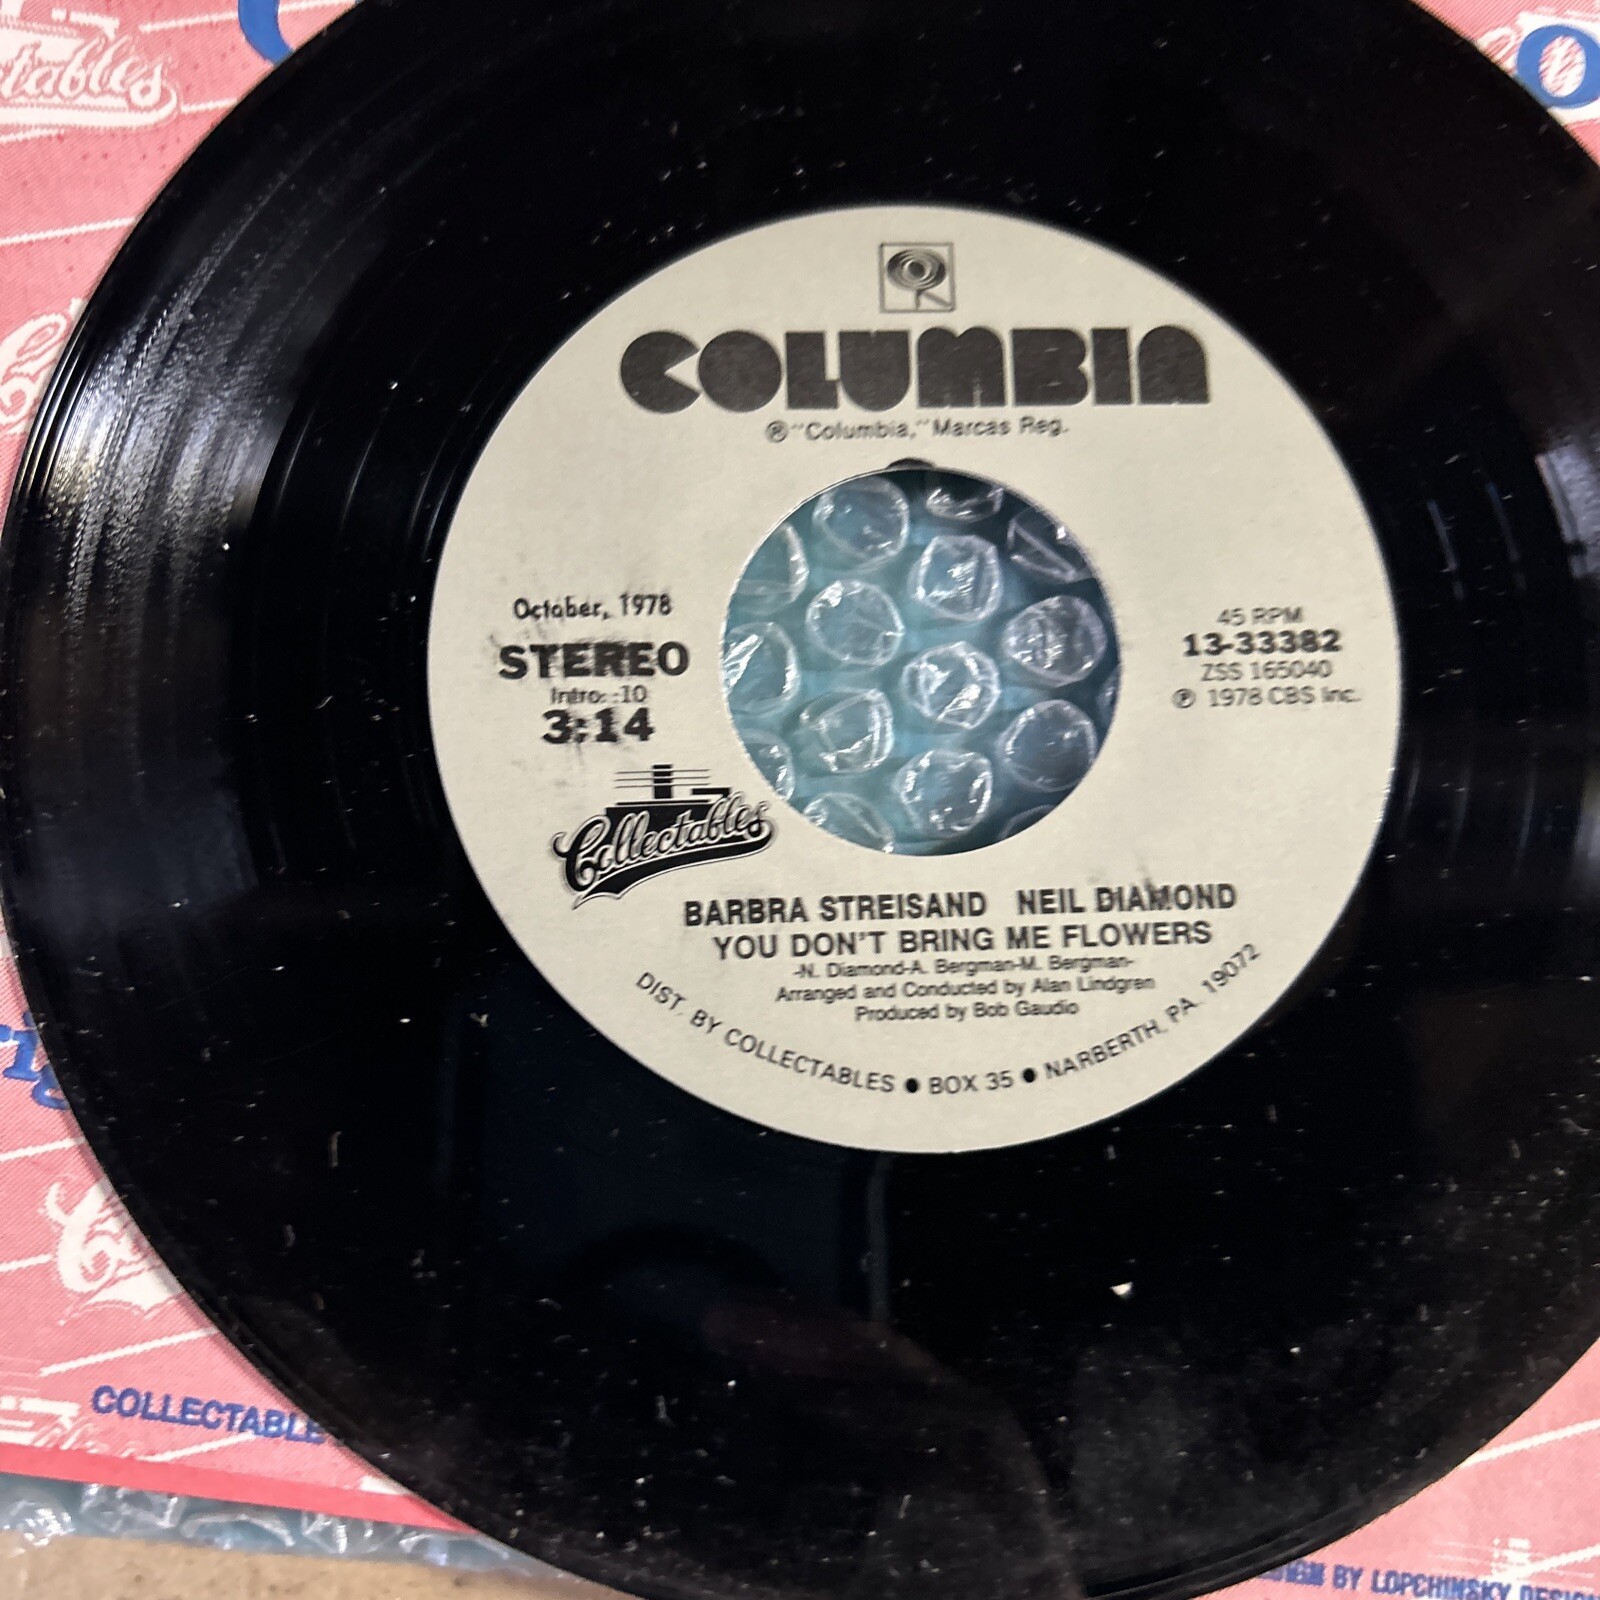 tables
COLUMBIA
℗ "Columbia," Marcas Reg.
October, 1978
STEREO
Intro: :10
3:14
45 RPM
13-33382
ZSS 165040
℗ 1978 CBS Inc.
Collectables
BARBRA STREISAND NEIL DIAMOND
YOU DON'T BRING ME FLOWERS
-N. Diamond-A. Bergman-M. Bergman-
Arranged and Conducted by Alan Lindgren
Produced by Bob Gaudio
DIST. BY COLLECTABLES • BOX 35 • NARBERTH, PA. 19072
COLLECTABLE
BY LOPCHINSKY DESIGN